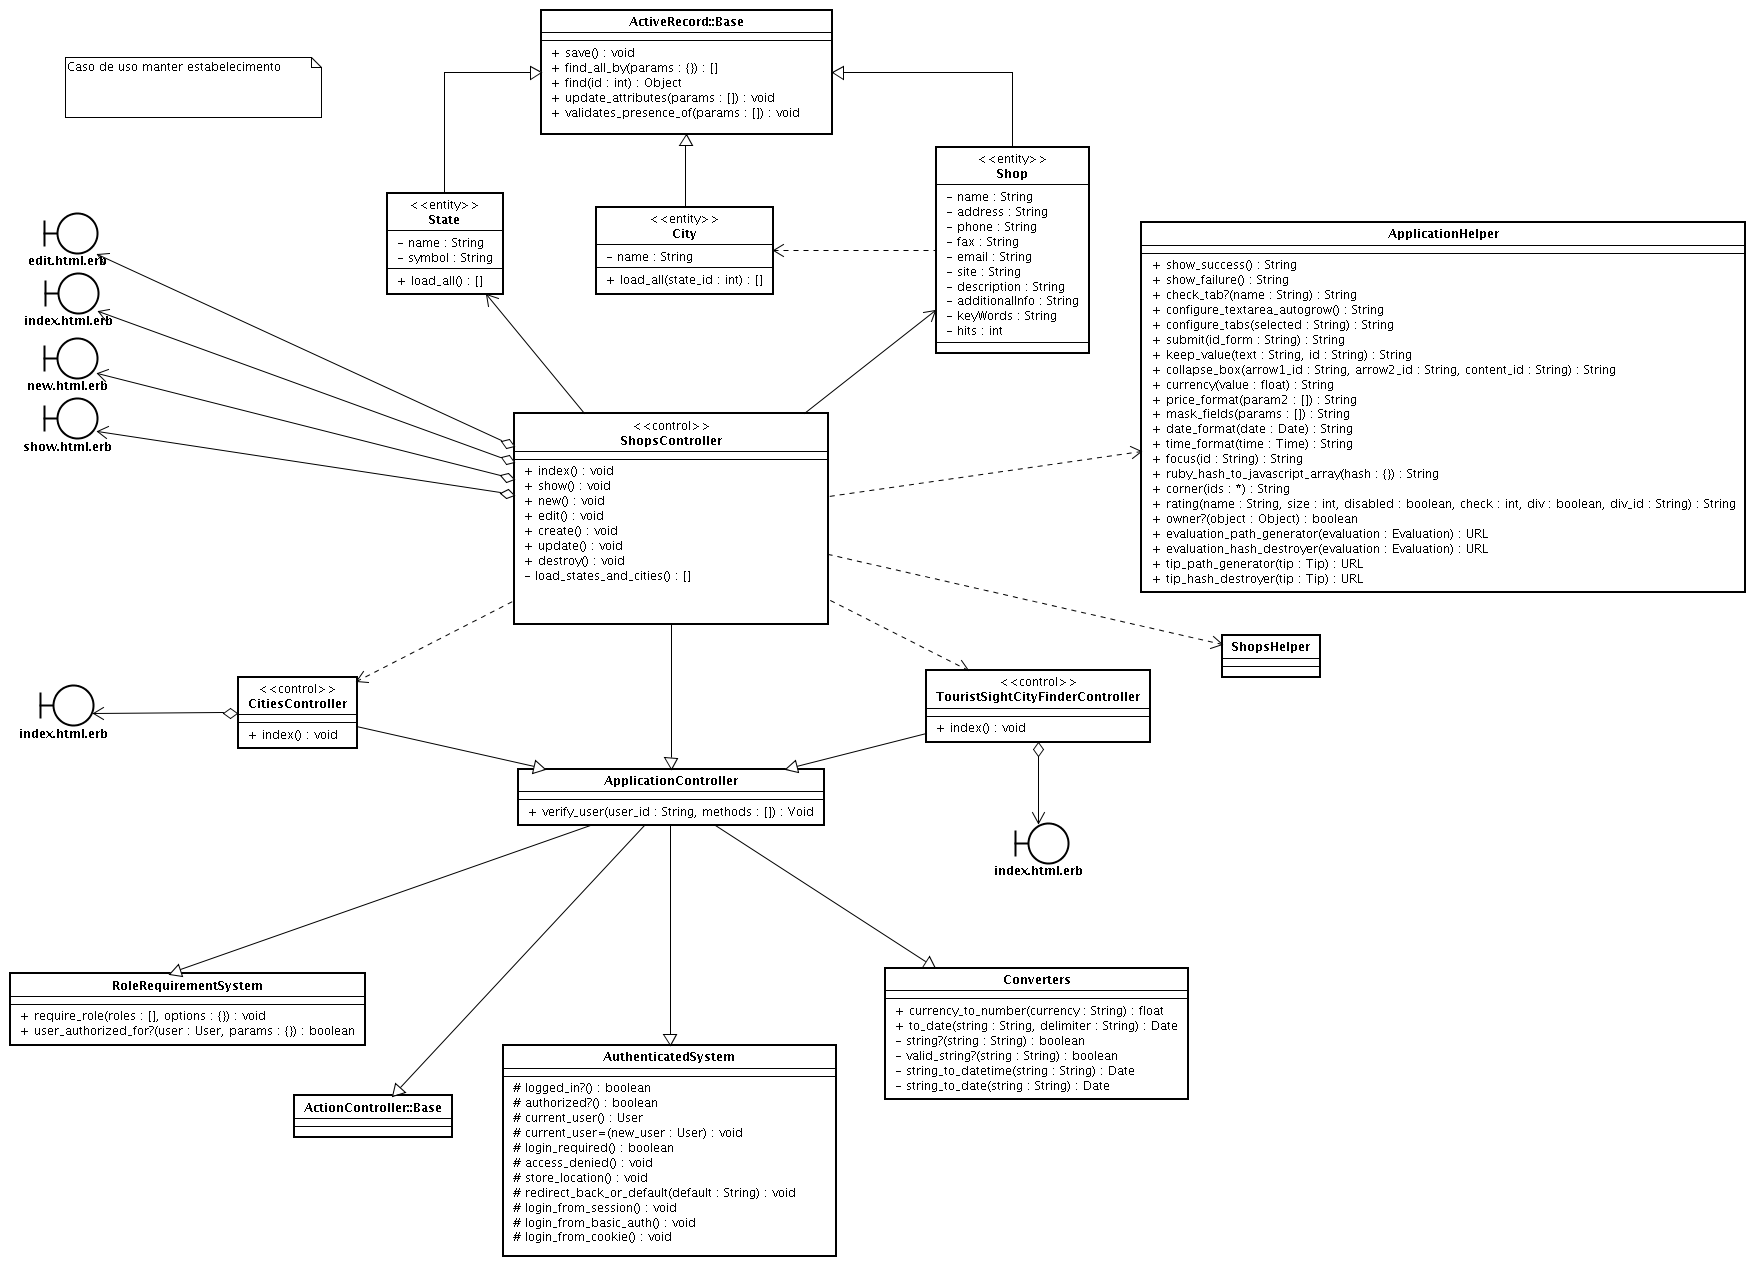 Caso de uso manter estabelecimento
ActiveRecord::Base
+ save() : void
+ find_all_by(params : {}) : []
+ find(id : int) : Object
+ update_attributes(params : []) : void
+ validates_presence_of(params : []) : void
<<entity>>
State
- name : String
- symbol : String
+ load_all() : []
<<entity>>
City
- name : String
+ load_all(state_id : int) : []
<<entity>>
Shop
- name : String
- address : String
- phone : String
- fax : String
- email : String
- site : String
- description : String
- additionalInfo : String
- keyWords : String
- hits : int
ApplicationHelper
+ show_success() : String
+ show_failure() : String
+ check_tab?(name : String) : String
+ configure_textarea_autogrow() : String
+ configure_tabs(selected : String) : String
+ submit(id_form : String) : String
+ keep_value(text : String, id : String) : String
+ collapse_box(arrow1_id : String, arrow2_id : String, content_id : String) : String
+ currency(value : float) : String
+ price_format(param2 : []) : String
+ mask_fields(params : []) : String
+ date_format(date : Date) : String
+ time_format(time : Time) : String
+ focus(id : String) : String
+ ruby_hash_to_javascript_array(hash : {}) : String
+ corner(ids : *) : String
+ rating(name : String, size : int, disabled : boolean, check : int, div : boolean, div_id : String) : String
+ owner?(object : Object) : boolean
+ evaluation_path_generator(evaluation : Evaluation) : URL
+ evaluation_hash_destroyer(evaluation : Evaluation) : URL
+ tip_path_generator(tip : Tip) : URL
+ tip_hash_destroyer(tip : Tip) : URL
edit.html.erb
index.html.erb
new.html.erb
show.html.erb
<<control>>
ShopsController
+ index() : void
+ show() : void
+ new() : void
+ edit() : void
+ create() : void
+ update() : void
+ destroy() : void
- load_states_and_cities() : []
ShopsHelper
index.html.erb
<<control>>
CitiesController
+ index() : void
<<control>>
TouristSightCityFinderController
+ index() : void
ApplicationController
+ verify_user(user_id : String, methods : []) : Void
index.html.erb
RoleRequirementSystem
+ require_role(roles : [], options : {}) : void
+ user_authorized_for?(user : User, params : {}) : boolean
Converters
+ currency_to_number(currency : String) : float
+ to_date(string : String, delimiter : String) : Date
- string?(string : String) : boolean
- valid_string?(string : String) : boolean
- string_to_datetime(string : String) : Date
- string_to_date(string : String) : Date
ActionController::Base
AuthenticatedSystem
# logged_in?() : boolean
# authorized?() : boolean
# current_user() : User
# current_user=(new_user : User) : void
# login_required() : boolean
# access_denied() : void
# store_location() : void
# redirect_back_or_default(default : String) : void
# login_from_session() : void
# login_from_basic_auth() : void
# login_from_cookie() : void